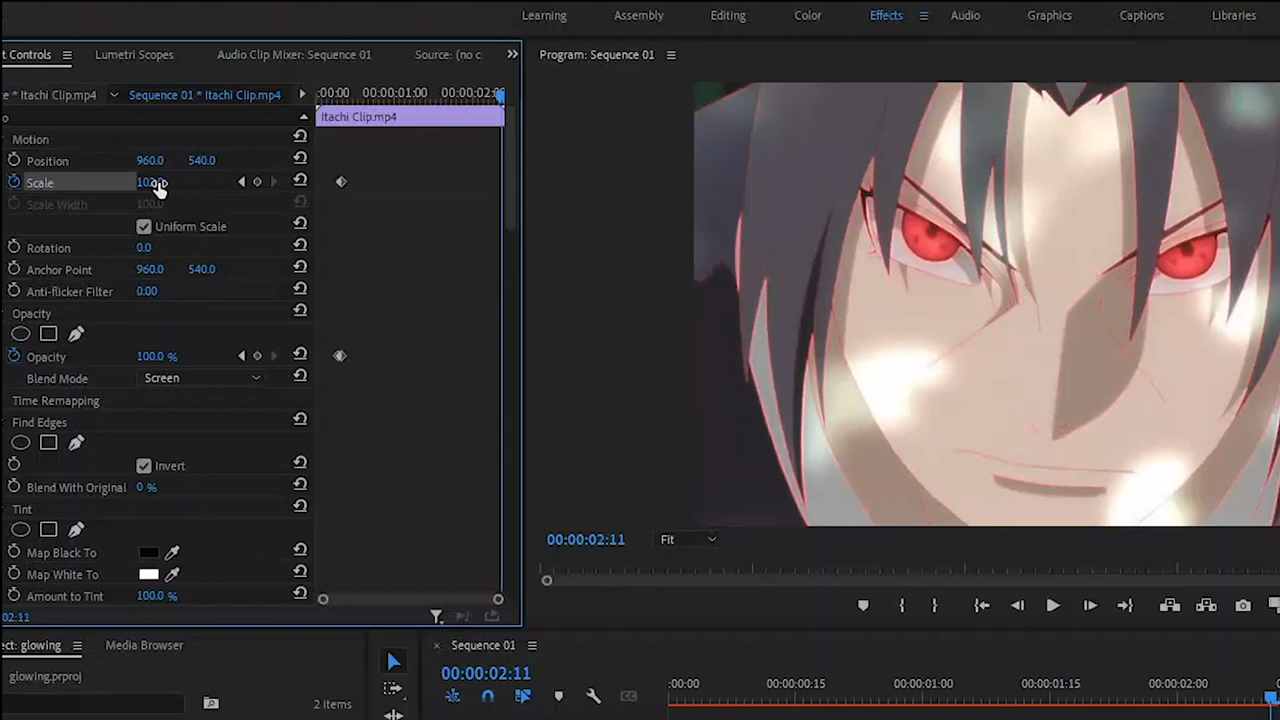 Learning Assembly Editing Color Effects Audio Graphics Captions Libraries
t Controls Lumetri Scopes Audio Clip Mixer: Sequence 01 Source: (no c
Program: Sequence 01
e * Itachi Clip.mp4 Sequence 01 * Itachi Clip.mp4
:00:00 00:00:01:00 00:00:02:0
o
Itachi Clip.mp4
Motion
Position 960.0 540.0
Scale
Scale Width 100.0
Uniform Scale
Rotation 0.0
Anchor Point 960.0 540.0
Anti-flicker Filter 0.00
Opacity
Opacity 100.0 %
Blend Mode Screen
Time Remapping
Find Edges
Invert
Blend With Original 0 %
Tint
Map Black To
Map White To
Amount to Tint 100.0 %
02:11
00:00:02:11 Fit
ect: glowing Media Browser
glowing.prproj
2 Items
× Sequence 01
00:00:02:11
:00:00 00:00:00:15 00:00:01:00 00:00:01:15 00:00:02:00